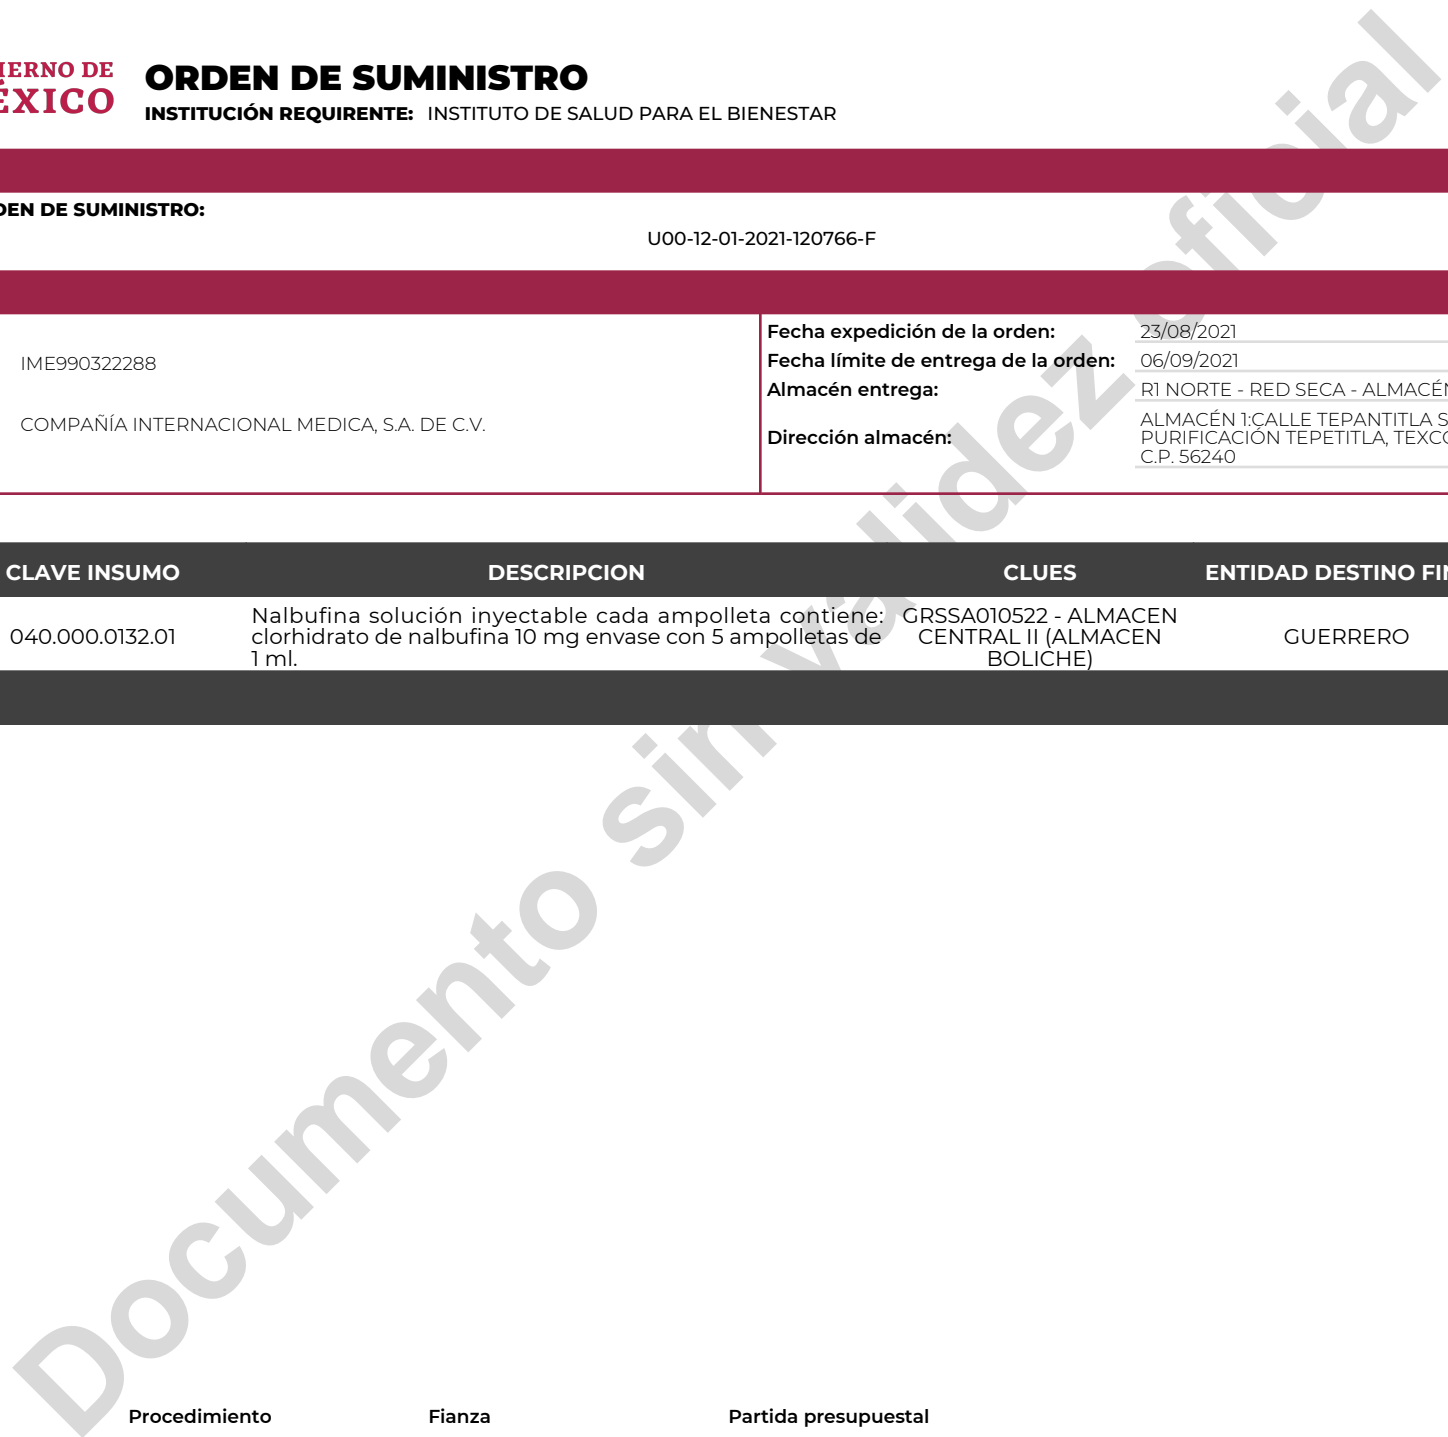 IERNO DE
ÉXICO
ORDEN DE SUMINISTRO
INSTITUCIÓN REQUIRENTE: INSTITUTO DE SALUD PARA EL BIENESTAR
DEN DE SUMINISTRO:
U00-12-01-2021-120766-F
IME990322288
COMPAÑÍA INTERNACIONAL MEDICA, S.A. DE C.V.
Fecha expedición de la orden: 23/08/2021
Fecha límite de entrega de la orden: 06/09/2021
Almacén entrega: R1 NORTE - RED SECA - ALMACÉN
Dirección almacén: ALMACÉN 1:CALLE TEPANTITLA S
PURIFICACIÓN TEPETITLA, TEXCO
C.P. 56240
CLAVE INSUMO DESCRIPCION CLUES ENTIDAD DESTINO FIN
040.000.0132.01
Nalbufina solución inyectable cada ampolleta contiene:
clorhidrato de nalbufina 10 mg envase con 5 ampolletas de
1 ml.
GRSSA010522 - ALMACEN
CENTRAL II (ALMACEN
BOLICHE)
GUERRERO
Documento sin validez oficial
Procedimiento Fianza Partida presupuestal